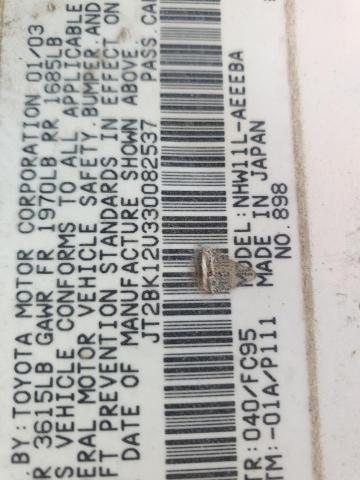 BY: TOYOTA MOTOR CORPORATION 01/03
R 3615LB GAWR FR 1970LB RR 1685LB
S VEHICLE CONFORMS TO ALL APPLICABLE
ERAL MOTOR VEHICLE SAFETY, BUMPER AND
FT PREVENTION STANDARDS IN EFFECT ON
DATE OF MANUFACTURE SHOWN ABOVE.
JT2BK12U330082537 PASS. CAR
TR: 040/FC95 MODEL: NHW11L-AEEEBA
TM: -01A/P111 MADE IN JAPAN
NO. 898